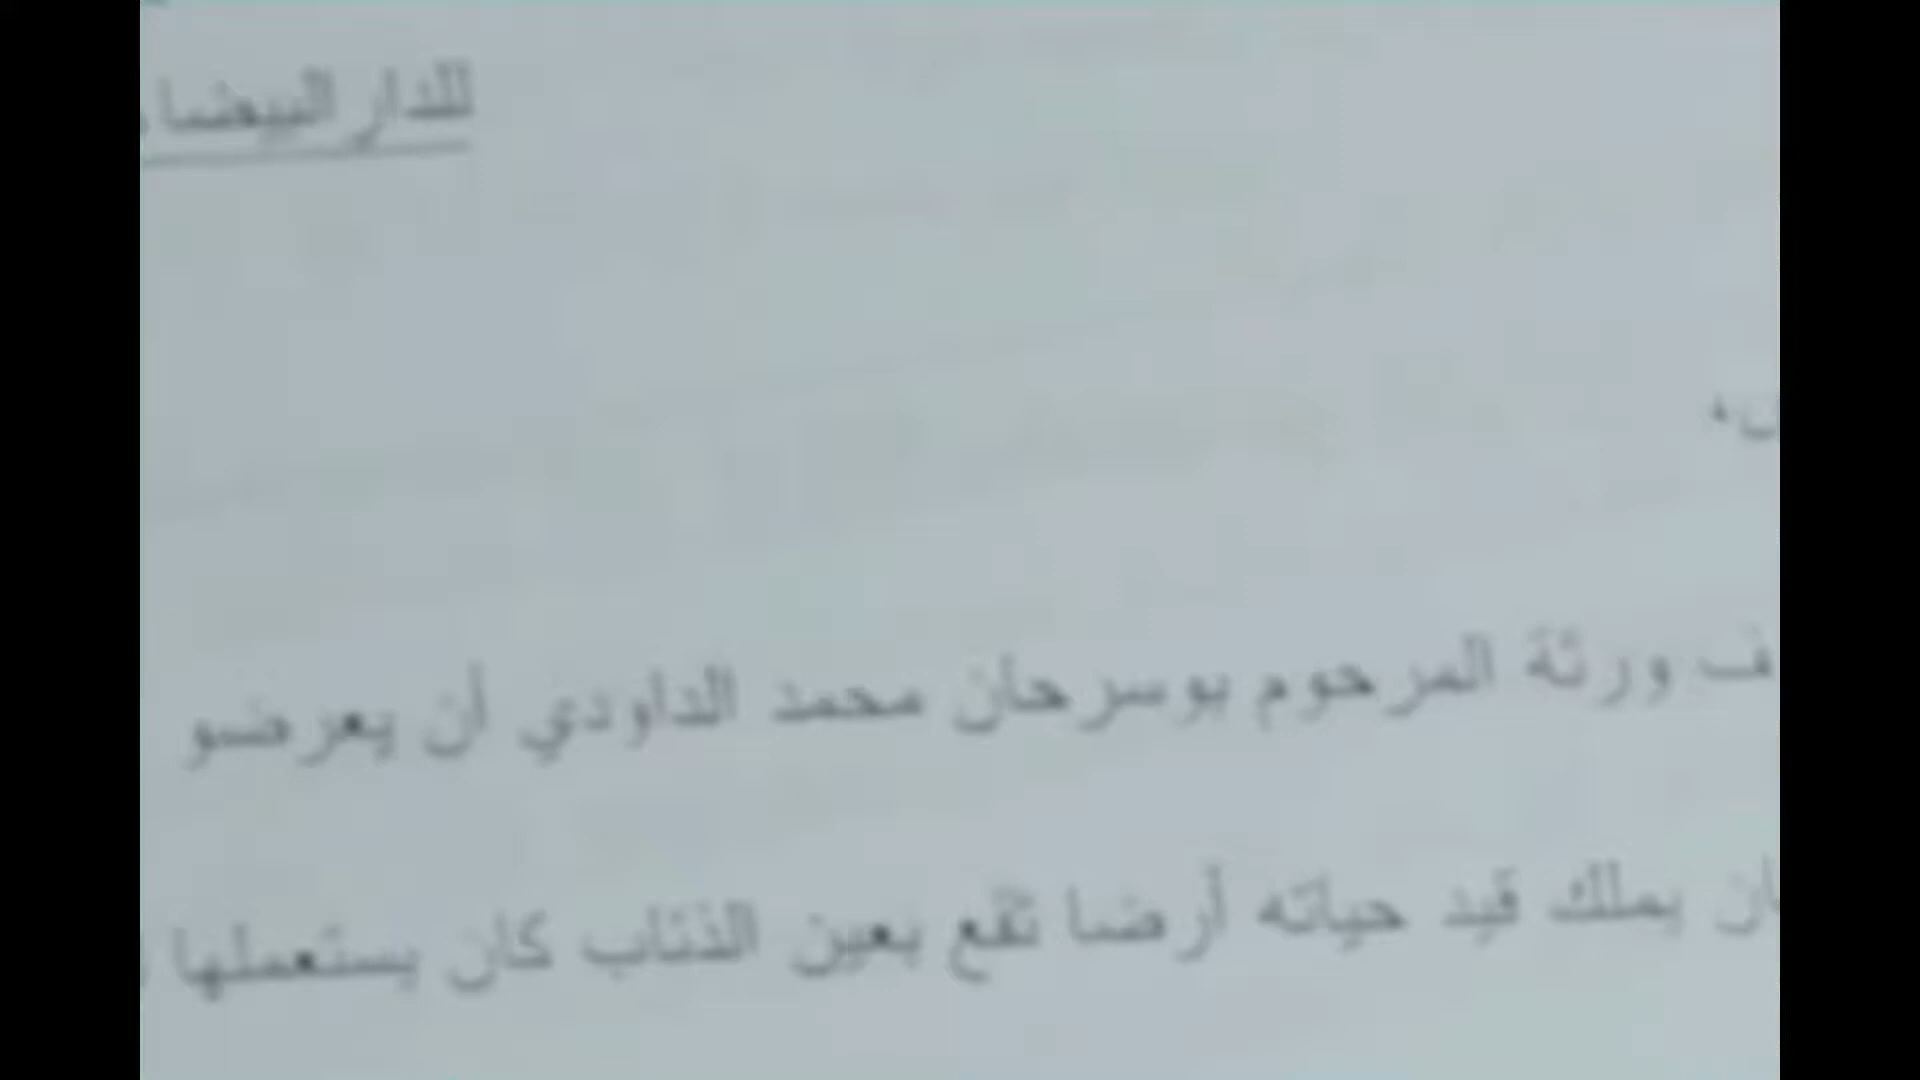 للدار البيضاء
ورثة المرحوم بوسرحان محمد الداودي أن يعرضو
يملك قيد حياته أرضا تقع بعين الذئاب كان يستعملها